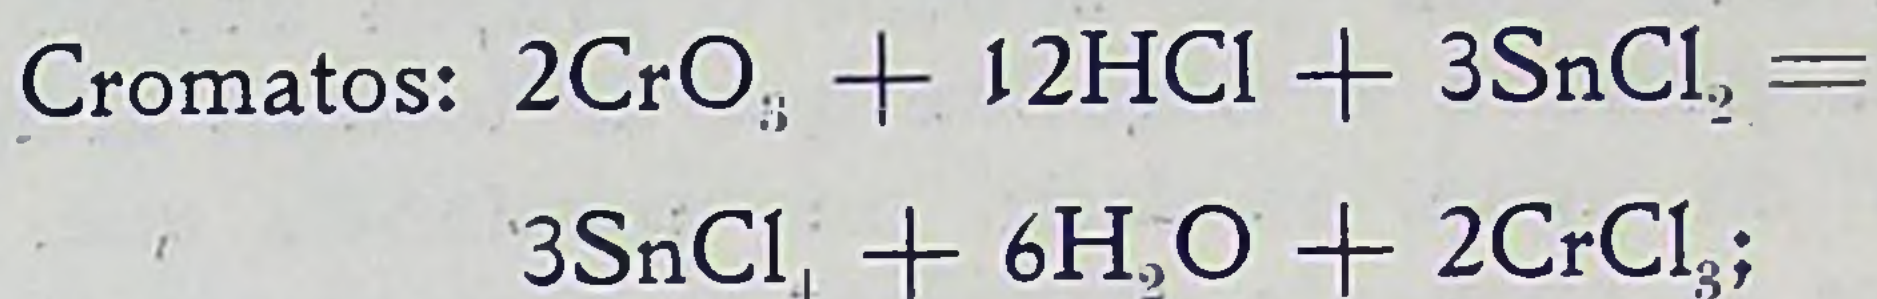 Cromatos: 2CrO₃ + 12HCl + 3SnCl₂ =
3SnCl₄ + 6H₂O + 2CrCl₃;